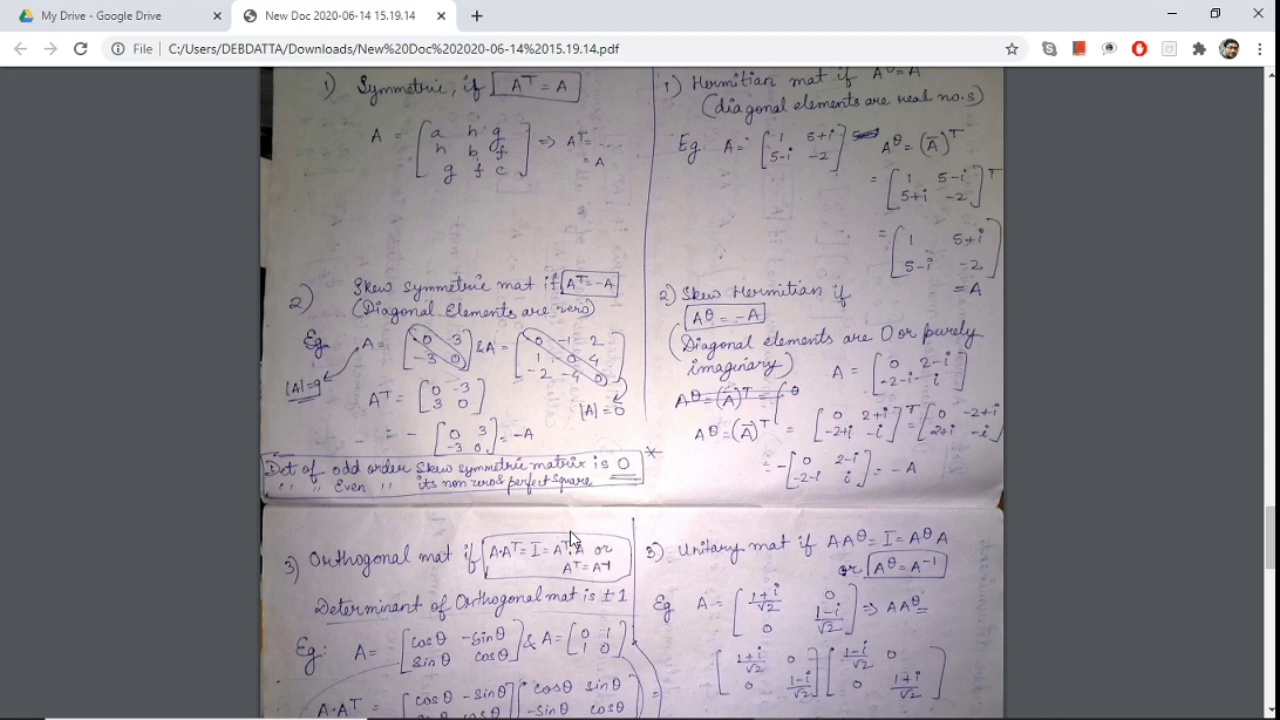 My Drive - Google Drive
New Doc 2020-06-14 15.19.14
File
C:/Users/DEBDATTA/Downloads/New%20Doc%202020-06-14%2015.19.14.pdf
1) Symmetric, if Aᵀ = A
A = [a h g
h b f
g f c] ⇒ Aᵀ = ...
= A
2) Skew symmetric mat if Aᵀ = -A
(Diagonal Elements are zero)
Eg. A = [0 3
-3 0] & A = [0 -1 2
1 0 4
-2 -4 0]
|A|=9
|A|=0
Aᵀ = [0 -3
3 0]
= - [0 3
-3 0] = -A
Det of odd order skew symmetric matrix is 0 *
" " Even " its non zero & perfect square
3) Orthogonal mat if A·Aᵀ = I = Aᵀ·A or
Aᵀ = A⁻¹
Determinant of Orthogonal mat is ±1
Eg: A = [cosθ -sinθ
sinθ cosθ] & A = [0 1
1 0]
A·Aᵀ = [cosθ -sinθ] [cosθ sinθ
-sinθ cosθ
1) Hermitian mat if A^θ = A
(diagonal elements are real no.s)
Eg. A = [1 5+i
5-i -2] A^θ = (Ā)ᵀ
= [1 5-i
5+i -2]ᵀ
= [1 5+i
5-i -2]
= A
2) Skew Hermitian if
A^θ = -A
(Diagonal elements are 0 or purely
imaginary)
A = [0 2-i
-2-i i]
A^θ = (Ā)ᵀ =
A^θ = (Ā)ᵀ = [0 2+i
-2+i -i]ᵀ = [0 -2+i
2+i -i]
= - [0 2-i
-2-i i] = -A
3) Unitary mat if AA^θ = I = A^θ A
or A^θ = A⁻¹
Eg A = [1+i/√2 0
0 1-i/√2] ⇒ AA^θ =
[1+i/√2 0
0 1-i/√2] [1-i/√2 0
0 1+i/√2]